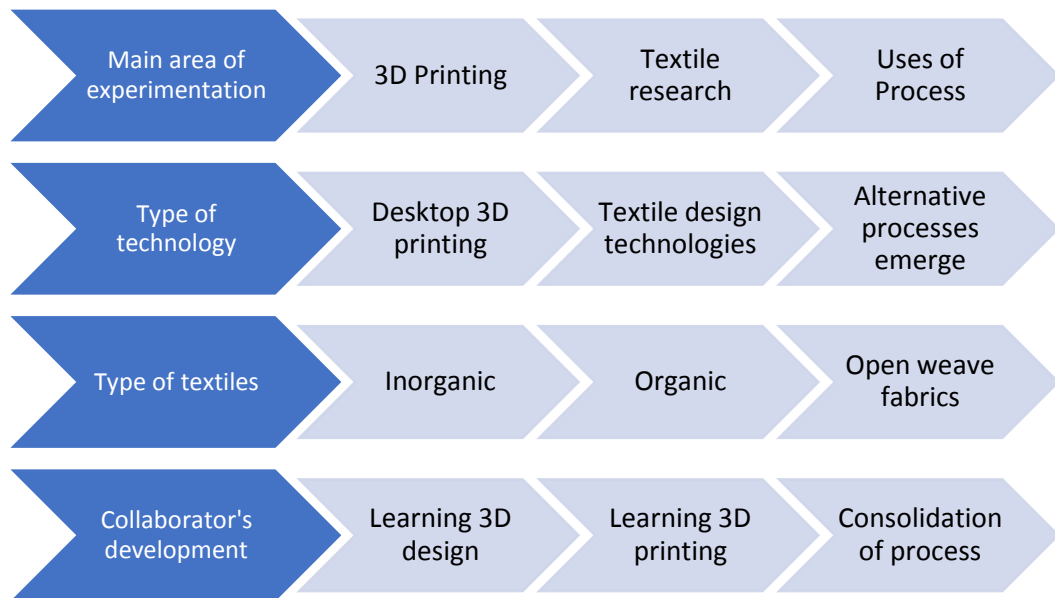 Main area of
experimentation
3D Printing
Textile
research
Uses of
Process
Type of
technology
Desktop 3D
printing
Textile design
technologies
Alternative
processes
emerge
Type of textiles
Inorganic
Organic
Open weave
fabrics
Collaborator's
development
Learning 3D
design
Learning 3D
printing
Consolidation
of process